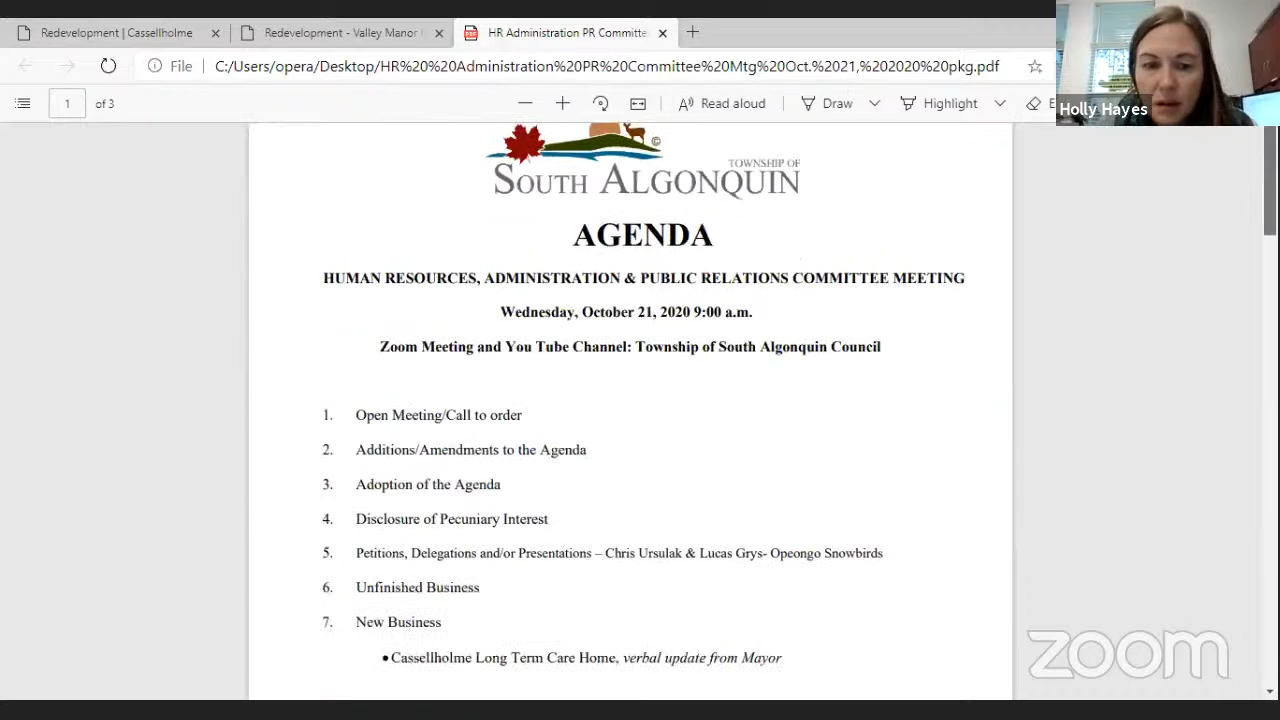 Redevelopment | Cassellholme
Redevelopment - Valley Manor
HR Administration PR Committe
File
C:/Users/opera/Desktop/HR%20%20Administration%20PR%20Committee%20Mtg%20Oct.%2021,%202020%20pkg.pdf
1 of 3
Read aloud
Draw
Highlight
E
Holly Hayes
©
TOWNSHIP OF
SOUTH ALGONQUIN
AGENDA
HUMAN RESOURCES, ADMINISTRATION & PUBLIC RELATIONS COMMITTEE MEETING
Wednesday, October 21, 2020 9:00 a.m.
Zoom Meeting and You Tube Channel: Township of South Algonquin Council
1. Open Meeting/Call to order
2. Additions/Amendments to the Agenda
3. Adoption of the Agenda
4. Disclosure of Pecuniary Interest
5. Petitions, Delegations and/or Presentations – Chris Ursulak & Lucas Grys- Opeongo Snowbirds
6. Unfinished Business
7. New Business
• Cassellholme Long Term Care Home, verbal update from Mayor
zoom